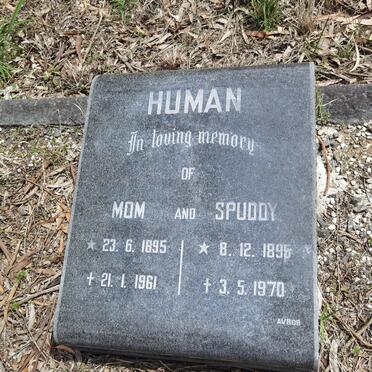 HUMAN
In loving memory
OF
MOM AND SPUDDY
★ 23. 6. 1895 ★ 8. 12. 1895
✝ 21. 1. 1961 ✝ 3. 5. 1970
AVBOB